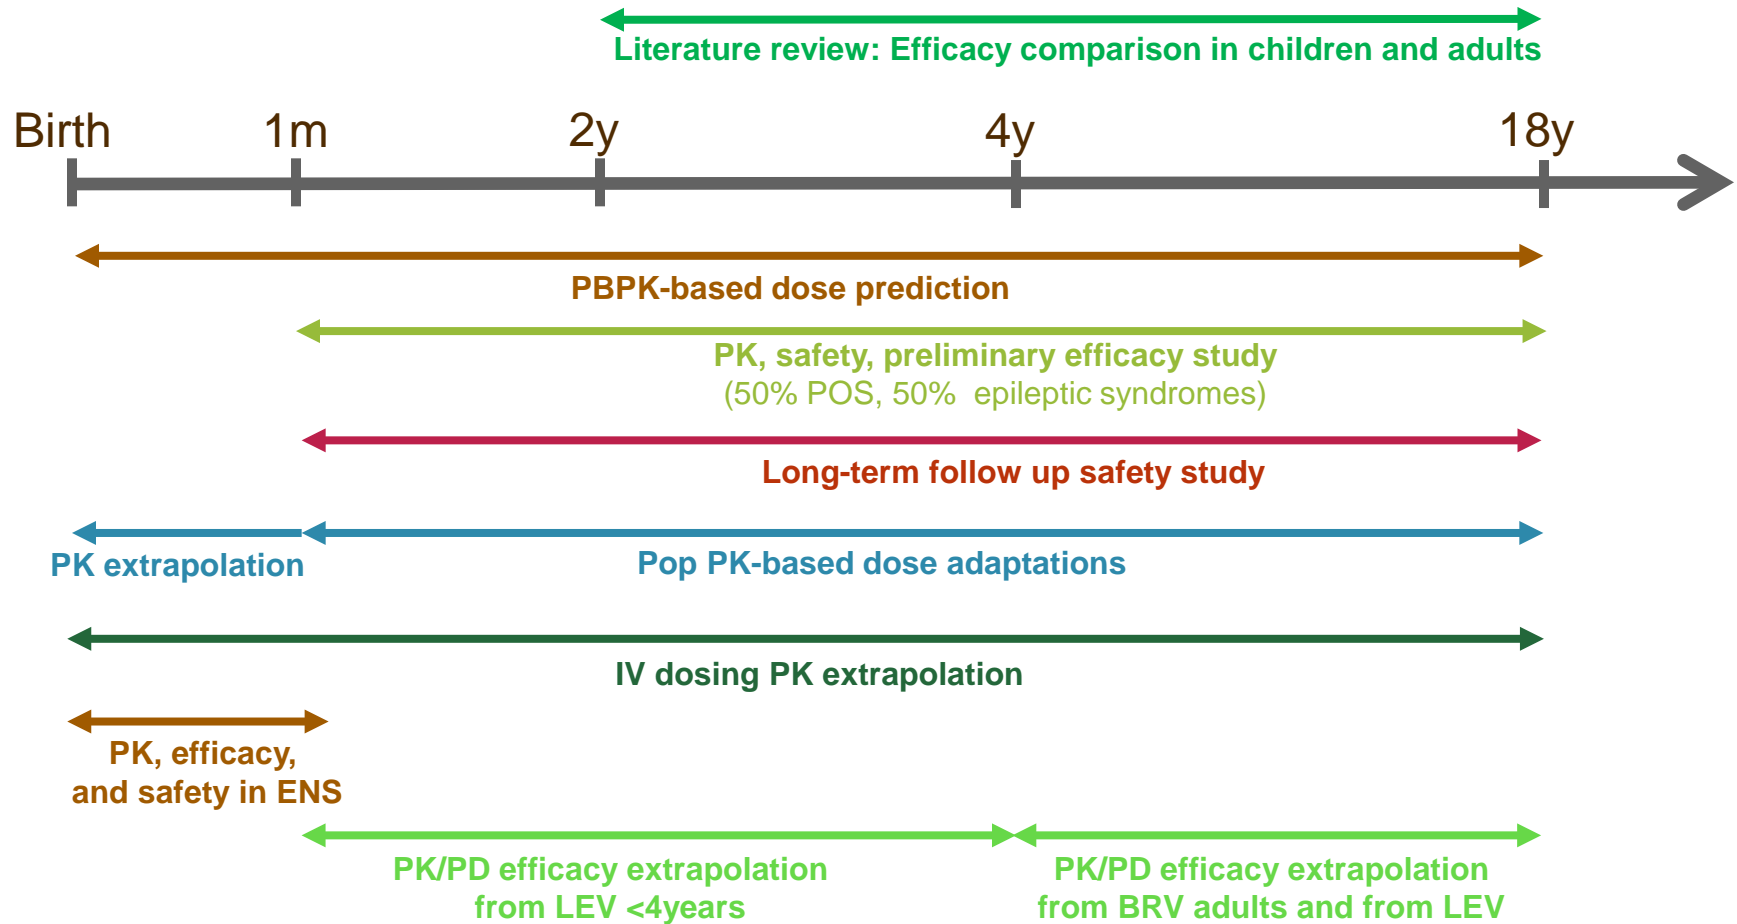 Literature review: Efficacy comparison in children and adults
Birth 1m 2y 4y 18y
PBPK-based dose prediction
PK, safety, preliminary efficacy study
(50% POS, 50% epileptic syndromes)
Long-term follow up safety study
PK extrapolation Pop PK-based dose adaptations
IV dosing PK extrapolation
PK, efficacy,
and safety in ENS
PK/PD efficacy extrapolation
from LEV <4years
PK/PD efficacy extrapolation
from BRV adults and from LEV